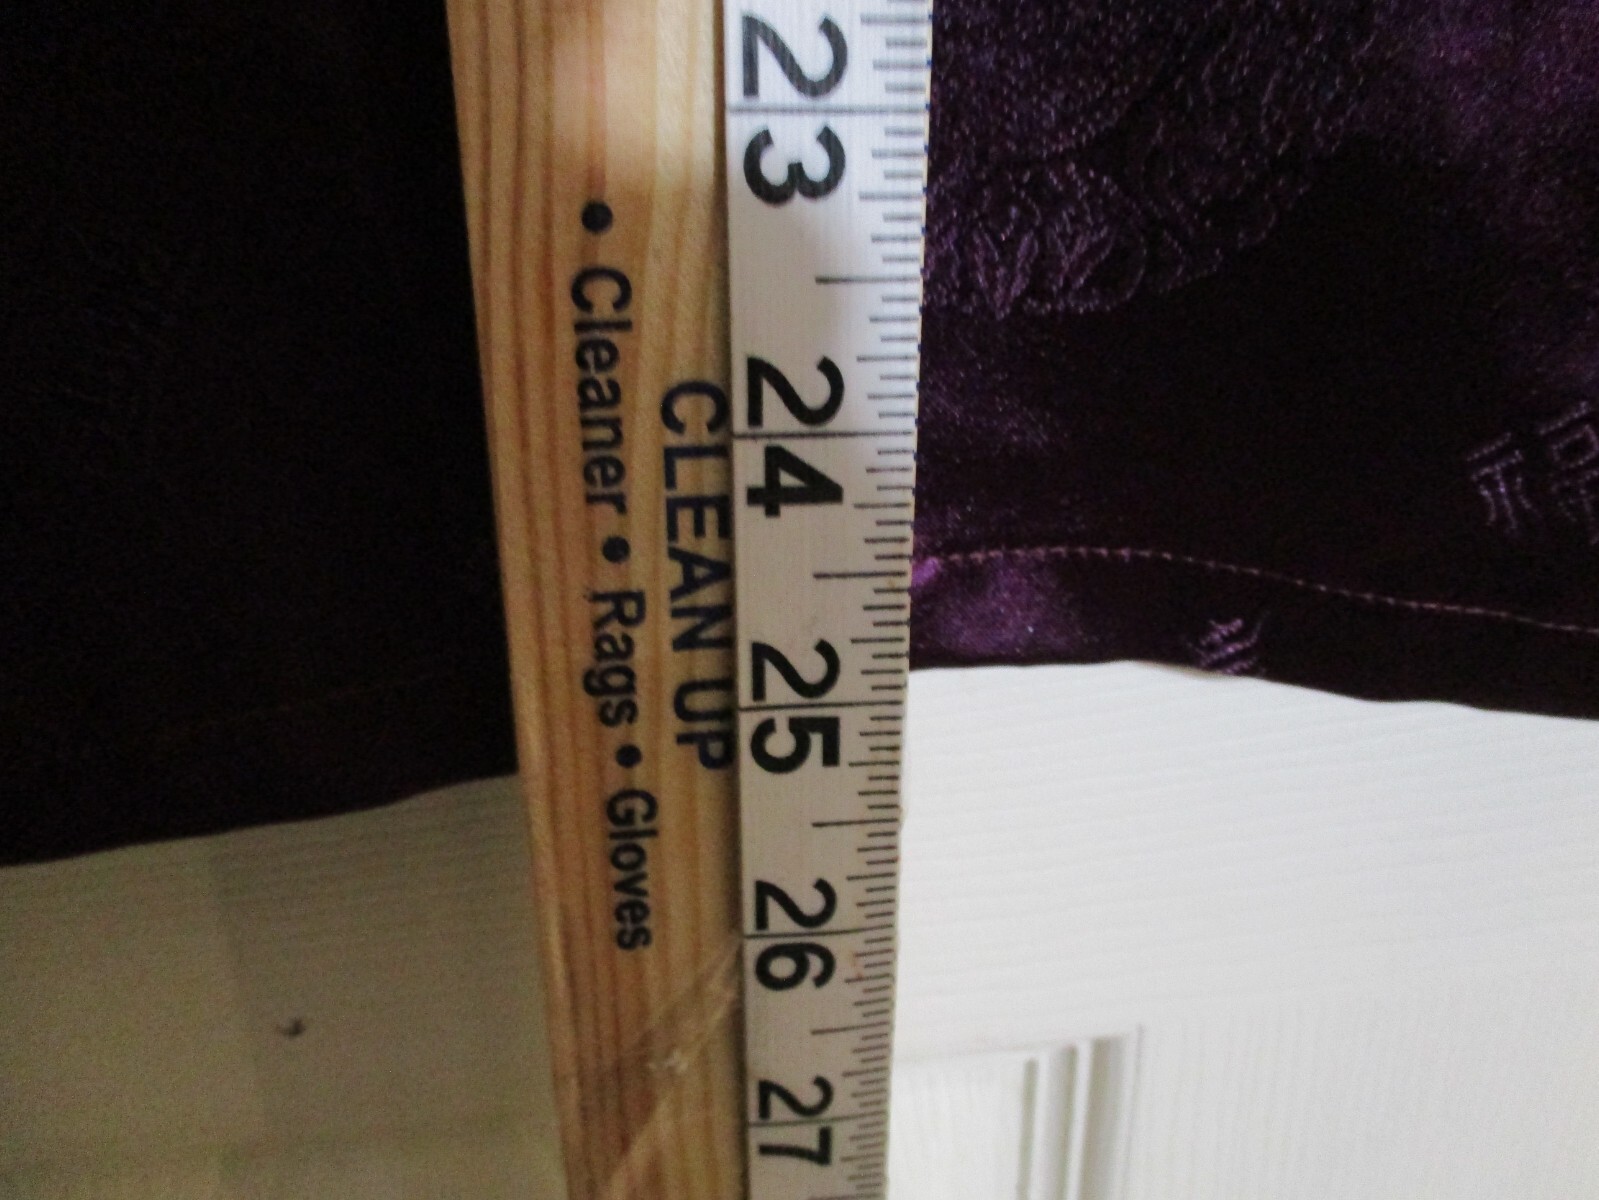 23
24
25
26
27
CLEAN UP
• Cleaner • Rags • Gloves